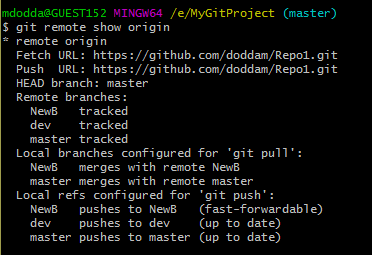 mdodda@GUEST152 MINGW64 /e/MyGitProject (master)
$ git remote show origin
* remote origin
  Fetch URL: https://github.com/doddam/Repo1.git
  Push  URL: https://github.com/doddam/Repo1.git
  HEAD branch: master
  Remote branches:
    NewB   tracked
    dev    tracked
    master tracked
  Local branches configured for 'git pull':
    NewB   merges with remote NewB
    master merges with remote master
  Local refs configured for 'git push':
    NewB   pushes to NewB   (fast-forwardable)
    dev    pushes to dev    (up to date)
    master pushes to master (up to date)